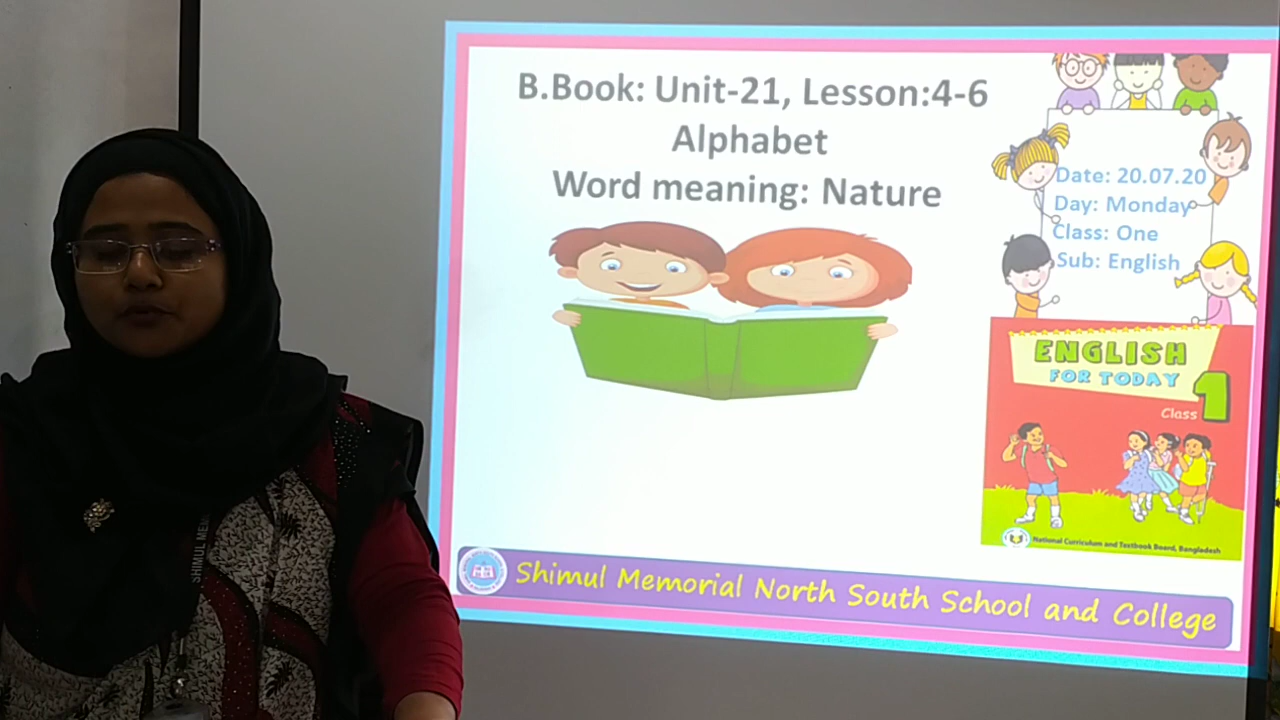 B.Book: Unit-21, Lesson:4-6
Alphabet
Word meaning: Nature
Date: 20.07.20
Day: Monday
Class: One
Sub: English
ENGLISH
FOR TODAY
Class 1
National Curriculum and Textbook Board, Bangladesh
Shimul Memorial North South School and College
SHIMUL MEM